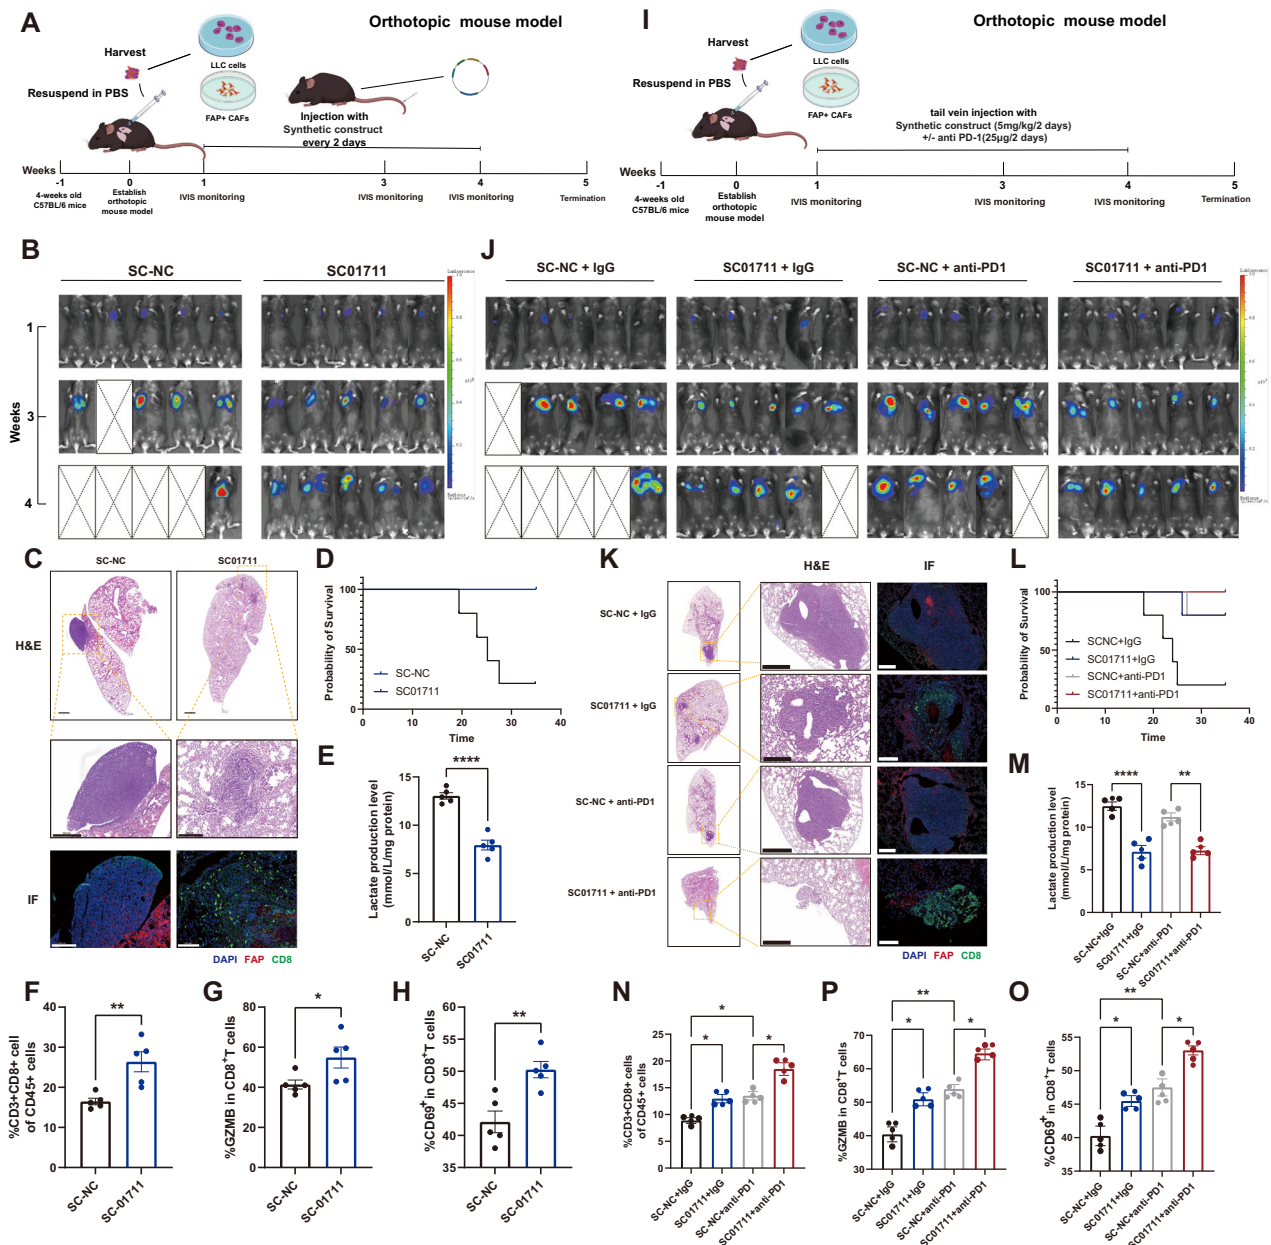 A
Orthotopic mouse model
Harvest
LLC cells
Resuspend in PBS
FAP+ CAFs
Injection with
Synthetic construct
every 2 days
Weeks
-1
0
1
3
4
5
4-weeks old
C57BL/6 mice
Establish
orthotopic
mouse model
IVIS monitoring
IVIS monitoring
IVIS monitoring
Termination
I
Orthotopic mouse model
Harvest
LLC cells
Resuspend in PBS
FAP+ CAFs
tail vein injection with
Synthetic construct (5mg/kg/2 days)
+/- anti PD-1(25μg/2 days)
Weeks
-1
0
1
3
4
5
4-weeks old
C57BL/6 mice
Establish
orthotopic
mouse model
IVIS monitoring
IVIS monitoring
IVIS monitoring
Termination
B
SC-NC
SC01711
Weeks
1
3
4
Luminescence
J
SC-NC + IgG
SC01711 + IgG
SC-NC + anti-PD1
SC01711 + anti-PD1
Luminescence
C
SC-NC
SC01711
H&E
IF
DAPI FAP CD8
D
Probability of Survival
100
50
0
SC-NC
SC01711
0 10 20 30 40
Time
E
Lactate production level
(mmol/L/mg protein)
15
10
5
0
****
SC-NC
SC01711
K
H&E
IF
SC-NC + IgG
SC01711 + IgG
SC-NC + anti-PD1
SC01711 + anti-PD1
DAPI FAP CD8
L
Probability of Survival
100
50
0
SCNC+IgG
SC01711+IgG
SCNC+anti-PD1
SC01711+anti-PD1
0 10 20 30 40
Time
M
Lactate production level
(mmol/L/mg protein)
15
10
5
0
****
**
SC-NC+IgG
SC01711+IgG
SC-NC+anti-PD1
SC01711+anti-PD1
F
%CD3+CD8+ cell
of CD45+ cells
40
30
20
10
0
**
SC-NC
SC-01711
G
%GZMB in CD8+T cells
80
60
40
20
0
*
SC-NC
SC-01711
H
%CD69+ in CD8+T cells
60
55
50
45
40
35
**
SC-NC
SC-01711
N
%CD3+CD8+ cells
of CD45+ cells
25
20
15
10
5
0
*
*
*
SC-NC+IgG
SC01711+IgG
SC-NC+anti-PD1
SC01711+anti-PD1
P
%GZMB in CD8+T cells
70
60
50
40
30
**
*
*
SC-NC+IgG
SC01711+IgG
SC-NC+anti-PD1
SC01711+anti-PD1
O
%CD69+ in CD8+T cells
55
50
45
40
35
**
*
*
SC-NC+IgG
SC01711+IgG
SC-NC+anti-PD1
SC01711+anti-PD1